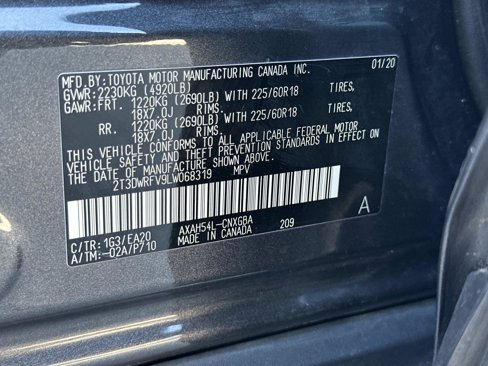 MFD.BY:TOYOTA MOTOR MANUFACTURING CANADA INC. 01/20
GVWR:2230KG (4920LB)
GAWR:FRT. 1220KG (2690LB) WITH 225/60R18 TIRES,
18X7.0J RIMS.
RR. 1220KG (2690LB) WITH 225/60R18 TIRES,
18X7.0J RIMS.
THIS VEHICLE CONFORMS TO ALL APPLICABLE FEDERAL MOTOR
VEHICLE SAFETY AND THEFT PREVENTION STANDARDS IN EFFECT ON
THE DATE OF MANUFACTURE SHOWN ABOVE.
2T3DWRFV9LW068319 MPV
C/TR:1G3/EA20 AXAH54L-CNXGBA A
A/TM:-02A/P710 MADE IN CANADA 209